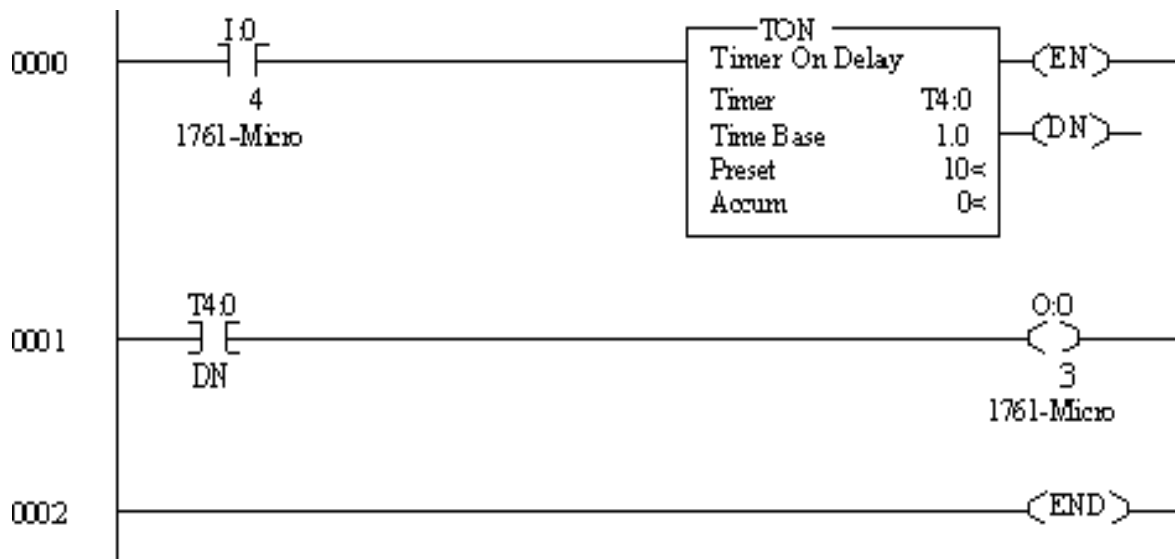 0000
I:0
4
1761-Micro
TON
Timer On Delay
Timer T4:0
Time Base 1.0
Preset 10<
Accum 0<
EN
DN
0001
T4:0
DN
O:0
3
1761-Micro
0002
END